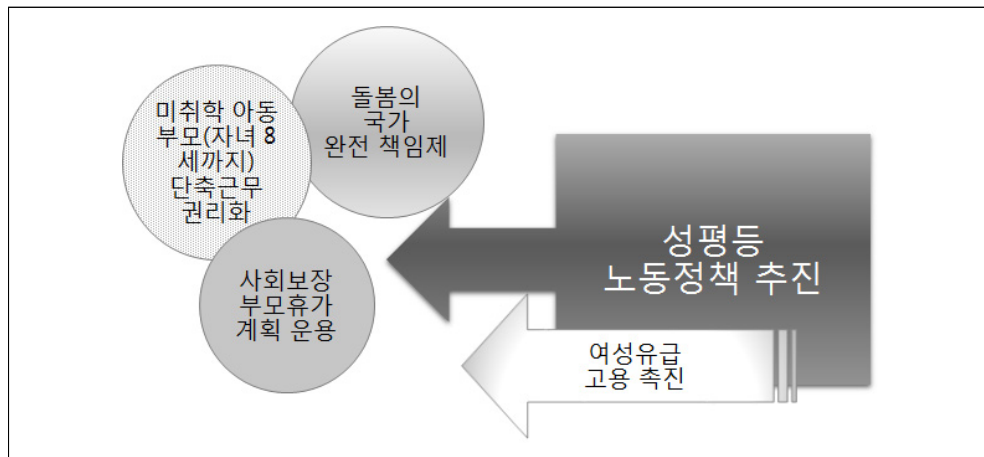 돌봄의
국가
완전 책임제
미취학 아동
부모(자녀 8
세까지)
단축근무
권리화
사회보장
부모휴가
계획 운용
성평등
노동정책 추진
여성유급
고용 촉진